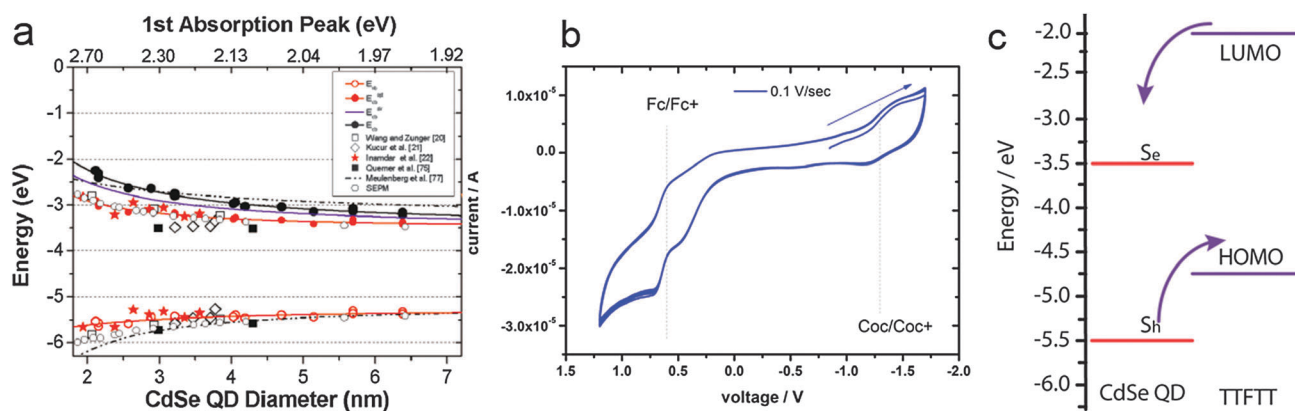 a
1st Absorption Peak (eV)
2.70 2.30 2.13 2.04 1.97 1.92
0
-1
-2
-3
-4
-5
-6
Energy (eV)
2 3 4 5 6 7
CdSe QD Diameter (nm)
Wang and Zunger [20]
Kucur et al. [21]
Inamdar et al. [22]
Querner et al. [75]
Meulenberg et al. [77]
SEPM
b
current / A
1.0x10⁻⁵
0.0
-1.0x10⁻⁵
-2.0x10⁻⁵
-3.0x10⁻⁵
Fc/Fc+
0.1 V/sec
Coc/Coc+
1.5 1.0 0.5 0.0 -0.5 -1.0 -1.5 -2.0
voltage / V
c
Energy / eV
-2.0
-2.5
-3.0
-3.5
-4.0
-4.5
-5.0
-5.5
-6.0
LUMO
Se
HOMO
Sh
CdSe QD TTFTT